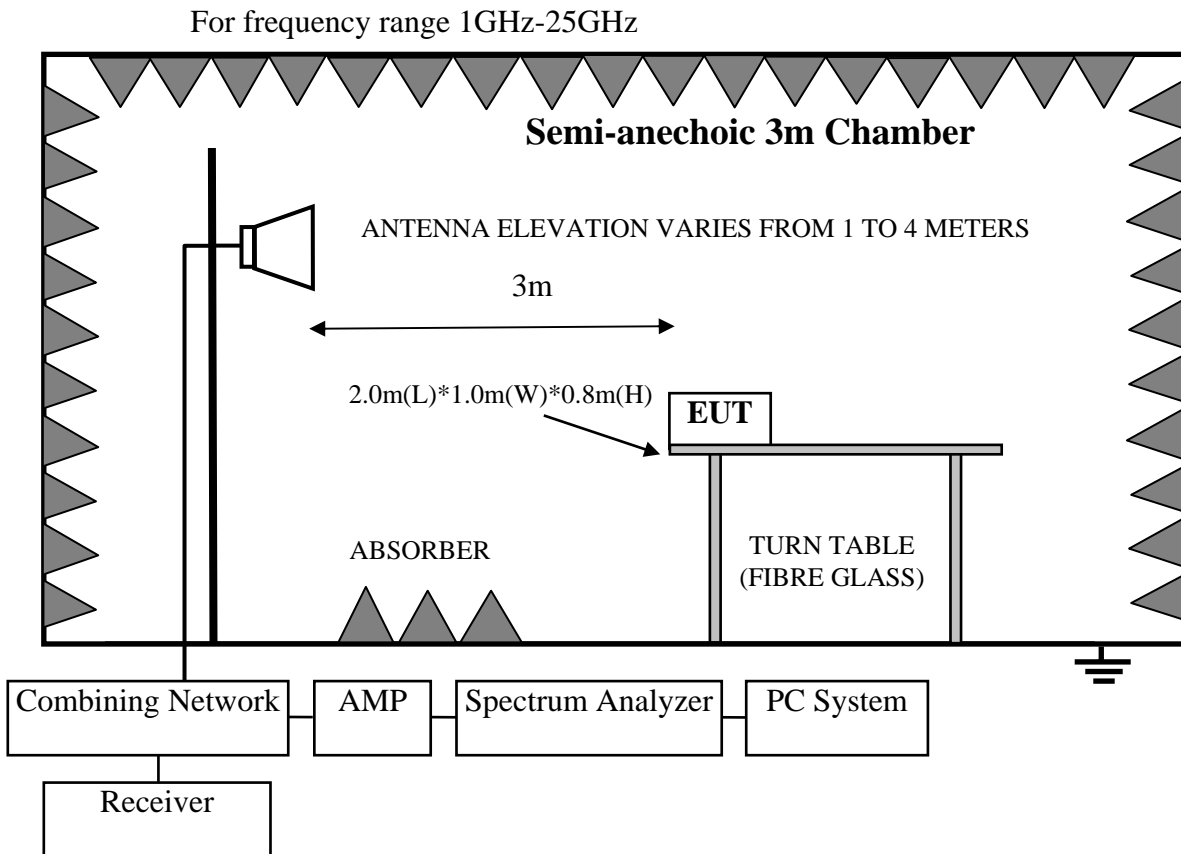 For frequency range 1GHz-25GHz
Semi-anechoic 3m Chamber
ANTENNA ELEVATION VARIES FROM 1 TO 4 METERS
3m
2.0m(L)*1.0m(W)*0.8m(H)
EUT
ABSORBER
TURN TABLE
(FIBRE GLASS)
Combining Network
AMP
Spectrum Analyzer
PC System
Receiver